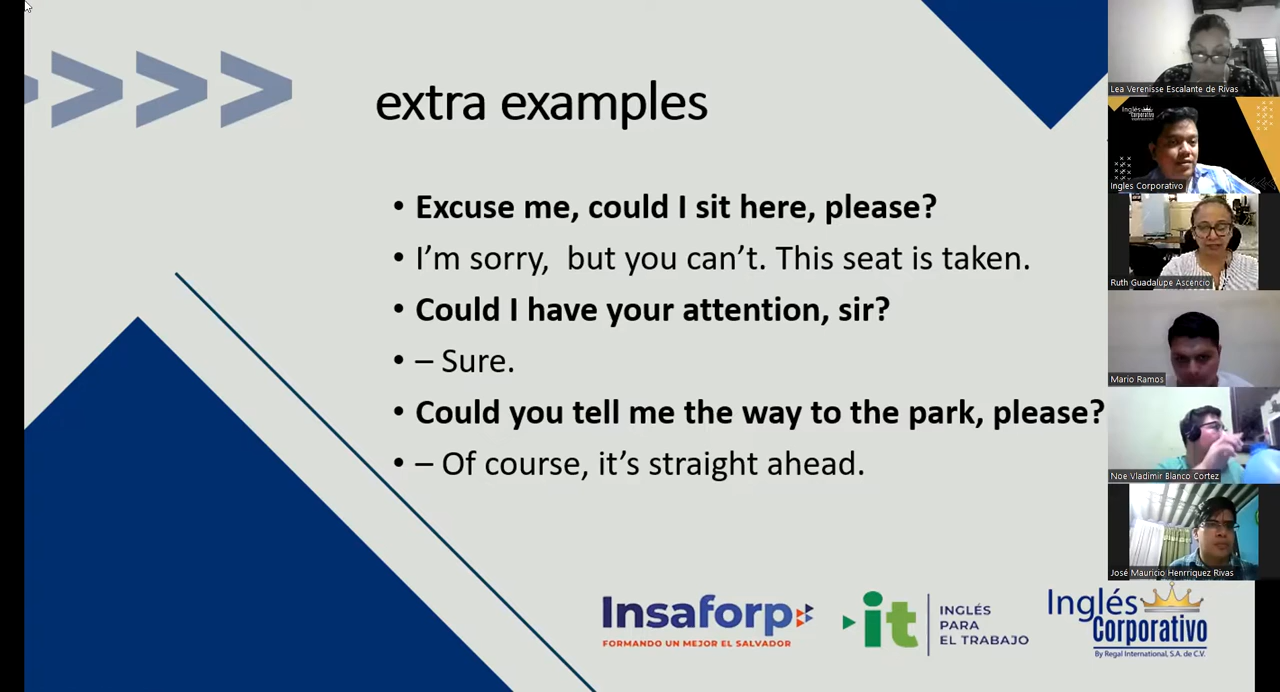 extra examples
• Excuse me, could I sit here, please?
• I'm sorry,  but you can't. This seat is taken.
• Could I have your attention, sir?
• – Sure.
• Could you tell me the way to the park, please?
• – Of course, it's straight ahead.
Insaforp
FORMANDO UN MEJOR EL SALVADOR
it
INGLÉS
PARA
EL TRABAJO
Inglés
Corporativo
By Regal International, S.A. de C.V.
Lea Verenisse Escalante de Rivas
Inglés
Corporativo
Ingles Corporativo
Ruth Guadalupe Ascencio
Mario Ramos
Noe Vladimir Blanco Cortez
José Mauricio Henrriquez Rivas